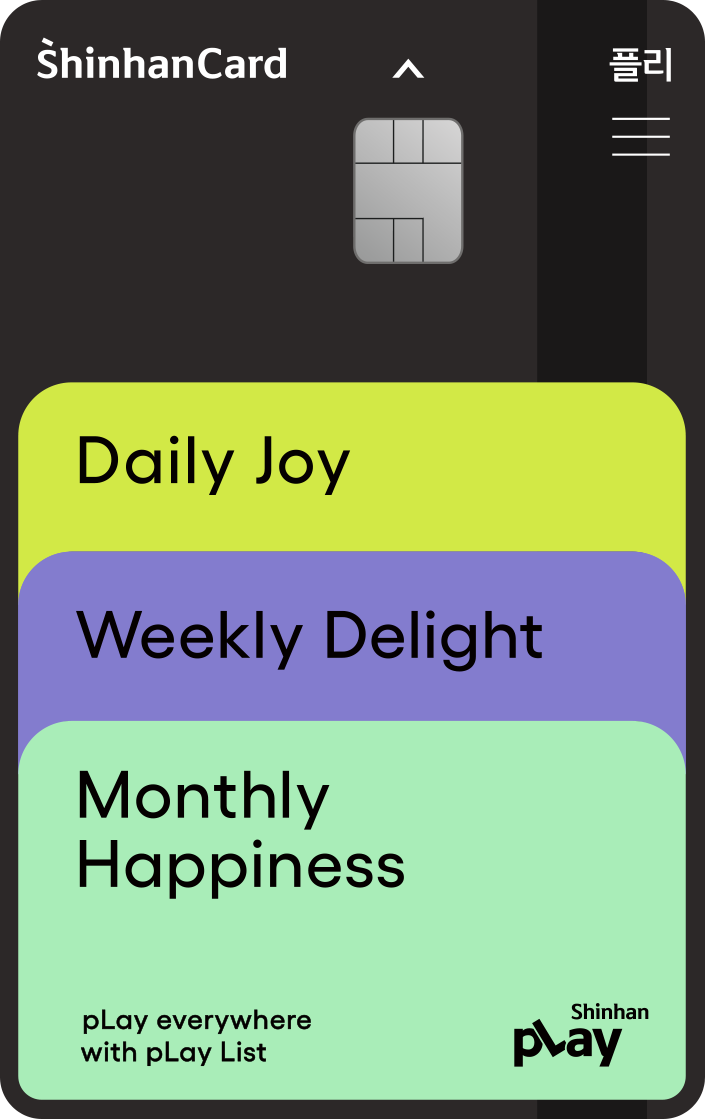 ShinhanCard
플리
Daily Joy
Weekly Delight
Monthly
Happiness
pLay everywhere
with pLay List
Shinhan
pLay